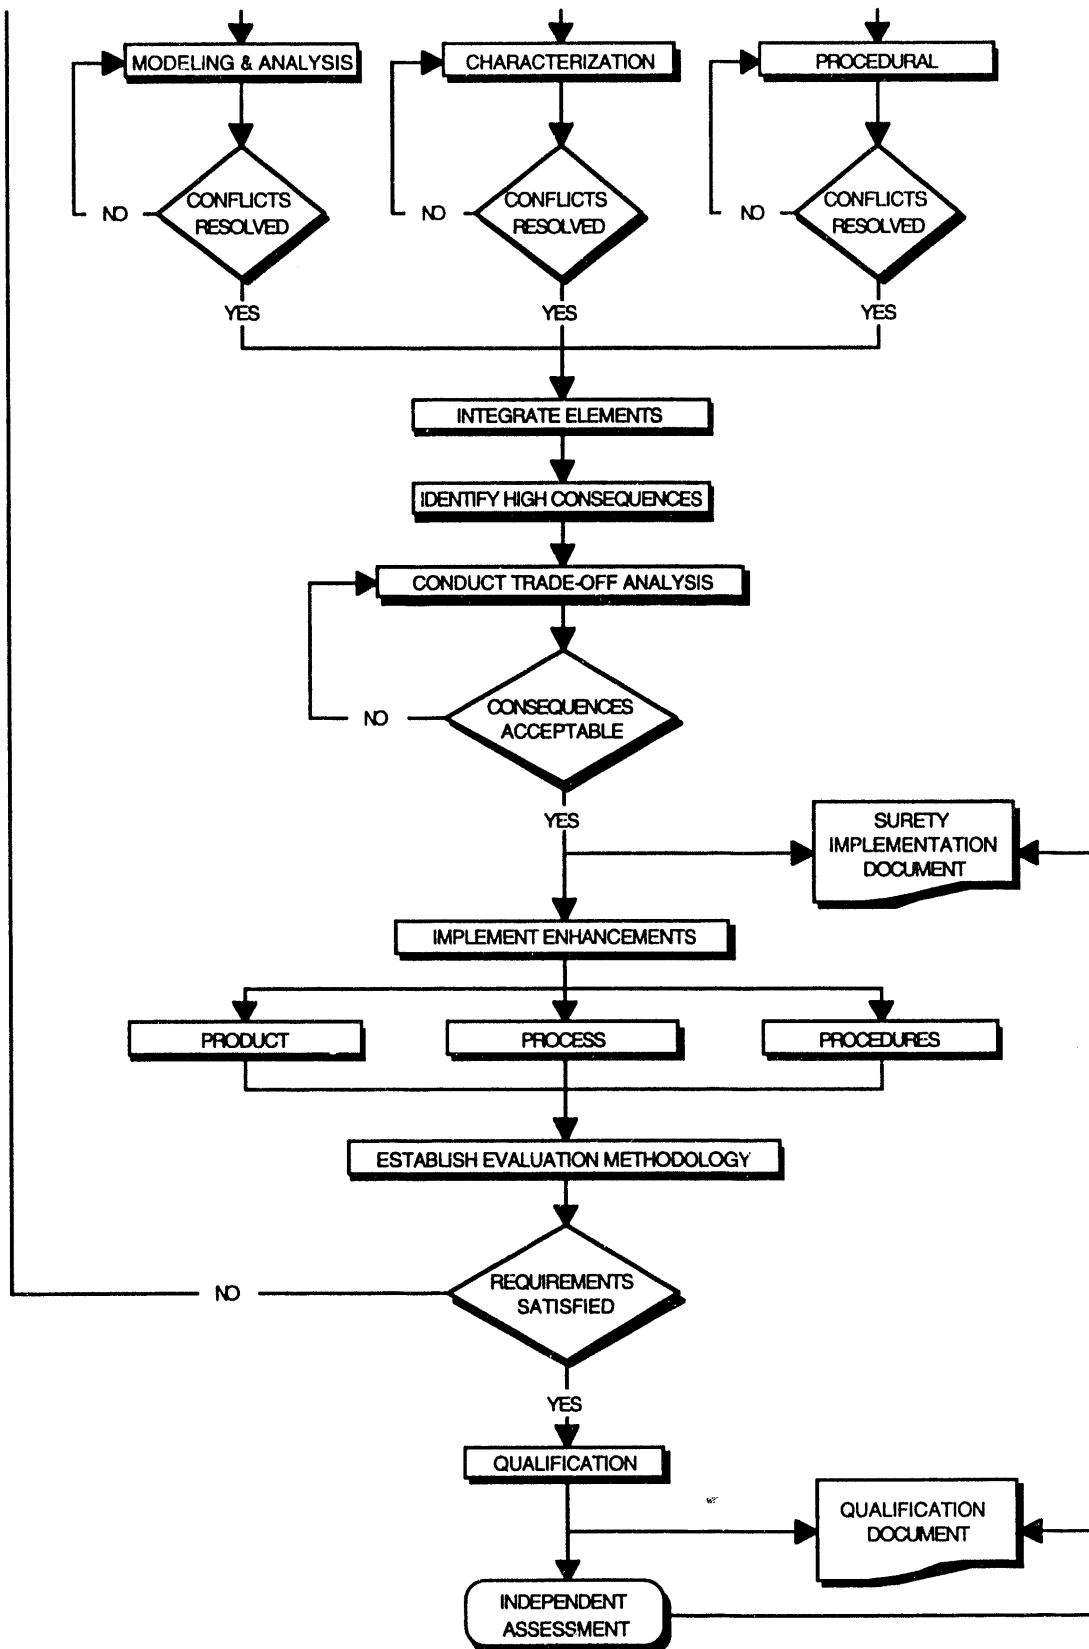 MODELING & ANALYSIS
CHARACTERIZATION
PROCEDURAL
CONFLICTS
RESOLVED
CONFLICTS
RESOLVED
CONFLICTS
RESOLVED
NO
NO
NO
YES
YES
YES
INTEGRATE ELEMENTS
IDENTIFY HIGH CONSEQUENCES
CONDUCT TRADE-OFF ANALYSIS
CONSEQUENCES
ACCEPTABLE
NO
YES
SURETY
IMPLEMENTATION
DOCUMENT
IMPLEMENT ENHANCEMENTS
PRODUCT
PROCESS
PROCEDURES
ESTABLISH EVALUATION METHODOLOGY
REQUIREMENTS
SATISFIED
NO
YES
QUALIFICATION
QUALIFICATION
DOCUMENT
INDEPENDENT
ASSESSMENT